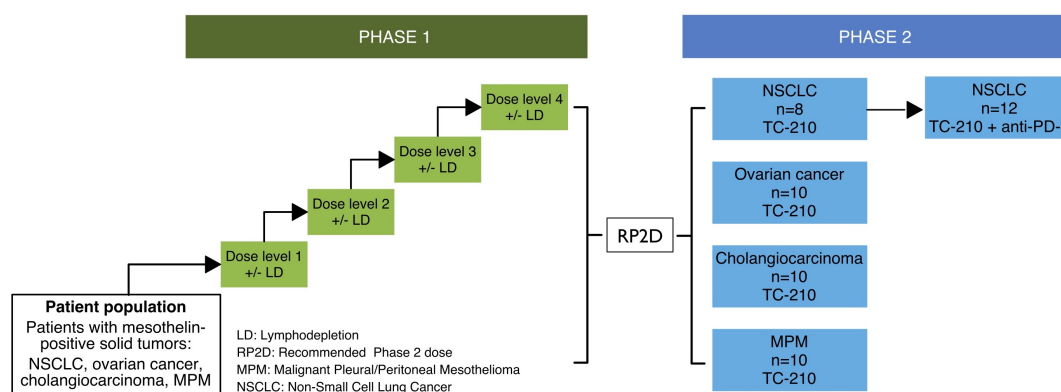 PHASE 1
PHASE 2
Dose level 4
+/- LD
Dose level 3
+/- LD
Dose level 2
+/- LD
Dose level 1
+/- LD
Patient population
Patients with mesothelin-
positive solid tumors:
NSCLC, ovarian cancer,
cholangiocarcinoma, MPM
LD: Lymphodepletion
RP2D: Recommended Phase 2 dose
MPM: Malignant Pleural/Peritoneal Mesothelioma
NSCLC: Non-Small Cell Lung Cancer
RP2D
NSCLC
n=8
TC-210
NSCLC
n=12
TC-210 + anti-PD-
Ovarian cancer
n=10
TC-210
Cholangiocarcinoma
n=10
TC-210
MPM
n=10
TC-210